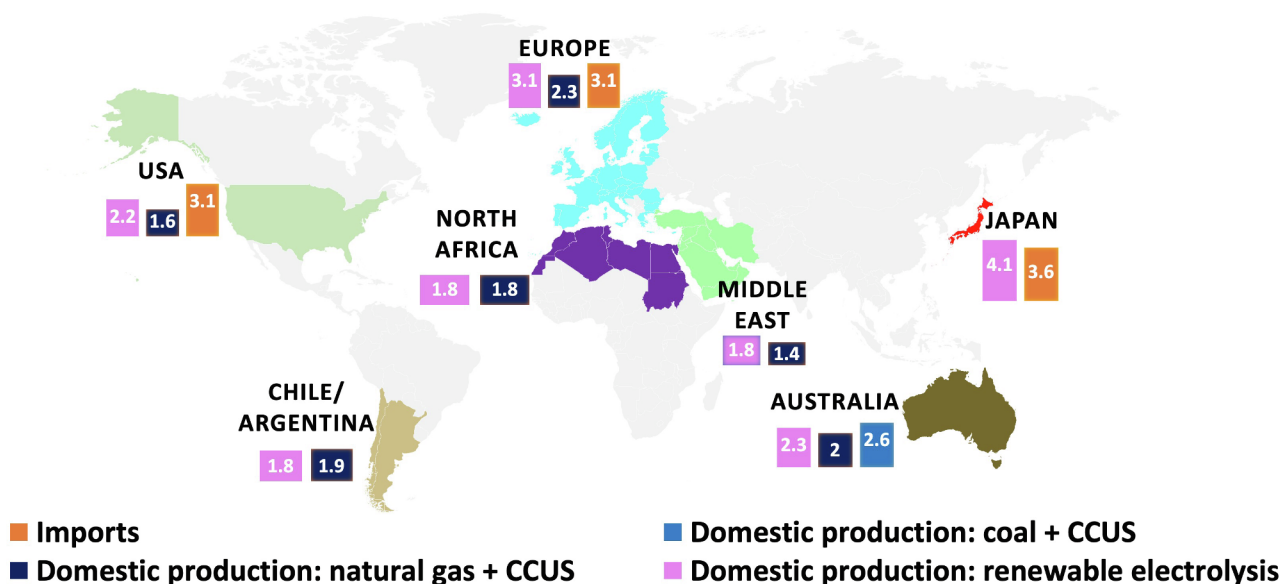 EUROPE
3.1
2.3
3.1
USA
2.2
1.6
3.1
NORTH
AFRICA
1.8
1.8
JAPAN
4.1
3.6
MIDDLE
EAST
1.8
1.4
CHILE/
ARGENTINA
1.8
1.9
AUSTRALIA
2.3
2
2.6
Imports
Domestic production: coal + CCUS
Domestic production: natural gas + CCUS
Domestic production: renewable electrolysis